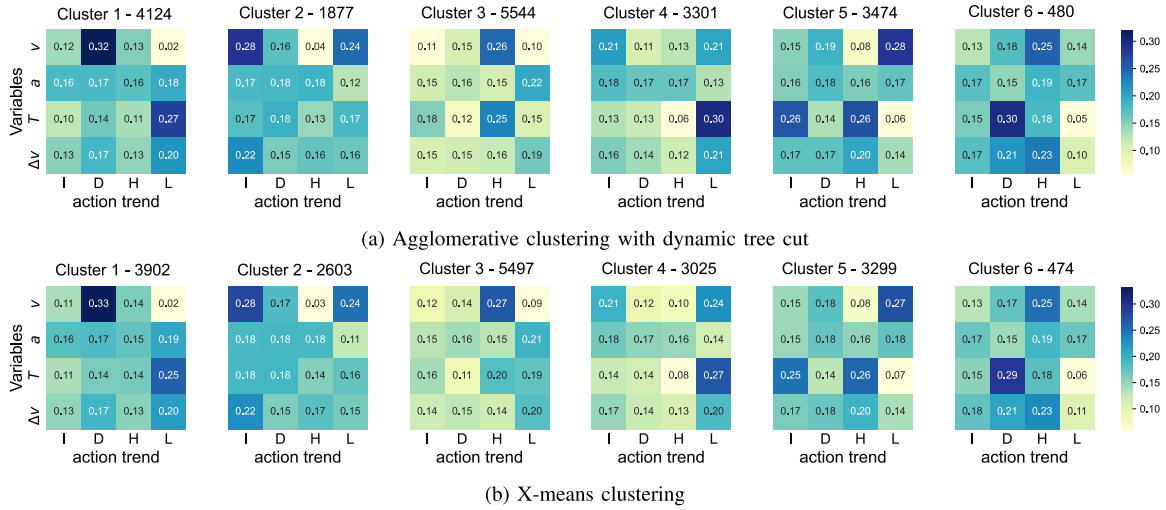 Cluster 1 - 4124 Cluster 2 - 1877 Cluster 3 - 5544 Cluster 4 - 3301 Cluster 5 - 3474 Cluster 6 - 480
v 0.12 0.32 0.13 0.02 0.28 0.16 0.04 0.24 0.11 0.15 0.26 0.10 0.21 0.11 0.13 0.21 0.15 0.19 0.08 0.28 0.13 0.18 0.25 0.14 0.30
a 0.16 0.17 0.16 0.18 0.17 0.18 0.18 0.12 0.15 0.16 0.15 0.22 0.18 0.17 0.17 0.13 0.15 0.18 0.16 0.17 0.17 0.15 0.19 0.17 0.25
Variables
0.20
T 0.10 0.14 0.11 0.27 0.17 0.18 0.13 0.17 0.18 0.12 0.25 0.15 0.13 0.13 0.06 0.30 0.26 0.14 0.26 0.06 0.15 0.30 0.18 0.05 0.15
Δv 0.13 0.17 0.13 0.20 0.22 0.15 0.16 0.16 0.15 0.15 0.16 0.19 0.16 0.14 0.12 0.21 0.17 0.17 0.20 0.14 0.17 0.21 0.23 0.10 0.10
I D H L I D H L I D H L I D H L I D H L I D H L
action trend action trend action trend action trend action trend action trend
(a) Agglomerative clustering with dynamic tree cut
Cluster 1 - 3902 Cluster 2 - 2603 Cluster 3 - 5497 Cluster 4 - 3025 Cluster 5 - 3299 Cluster 6 - 474
v 0.11 0.33 0.14 0.02 0.28 0.17 0.03 0.24 0.12 0.14 0.27 0.09 0.21 0.12 0.10 0.24 0.15 0.18 0.08 0.27 0.13 0.17 0.25 0.14 0.30
a 0.16 0.17 0.15 0.19 0.18 0.18 0.18 0.11 0.13 0.15 0.15 0.21 0.17 0.15 0.16 0.14 0.15 0.18 0.16 0.18 0.17 0.15 0.19 0.17 0.25
Variables
0.20
T 0.11 0.14 0.14 0.25 0.18 0.18 0.14 0.16 0.16 0.11 0.20 0.19 0.14 0.14 0.08 0.27 0.25 0.14 0.26 0.07 0.15 0.29 0.18 0.06 0.15
Δv 0.13 0.17 0.13 0.20 0.22 0.15 0.17 0.15 0.14 0.15 0.14 0.20 0.17 0.14 0.13 0.20 0.17 0.18 0.20 0.14 0.18 0.21 0.23 0.11 0.10
I D H L I D H L I D H L I D H L I D H L I D H L
action trend action trend action trend action trend action trend action trend
(b) X-means clustering